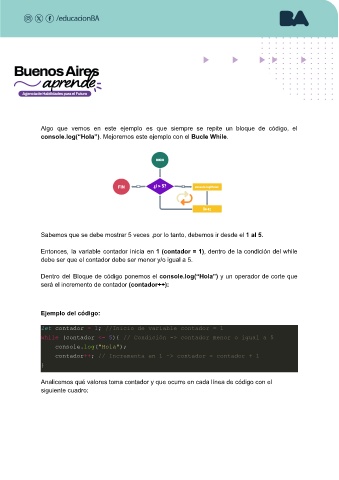 /educacionBA
BA
Buenos Aires
aprende
Agencia de Habilidades para el Futuro
Algo que vemos en este ejemplo es que siempre se repite un bloque de código, el
console.log("Hola"). Mejoremos este ejemplo con el Bucle While.
Inicio
FIN
¿i > 5?
Sabemos que se debe mostrar 5 veces ,por lo tanto, debemos ir desde el 1 al 5.
Entonces, la variable contador inicia en 1 (contador = 1), dentro de la condición del while
debe ser que el contador debe ser menor y/o igual a 5.
Dentro del Bloque de código ponemos el console.log("Hola") y un operador de corte que
será el incremento de contador (contador++):
Ejemplo del código:
let contador = 1; //Inicio de variable contador = 1
while (contador <= 5){ // Condición -> contador menor o igual a 5
console.log("Hola");
contador++; // Incrementa en 1 -> contador = contador + 1
}
Analicemos qué valores toma contador y que ocurre en cada línea de código con el
siguiente cuadro: